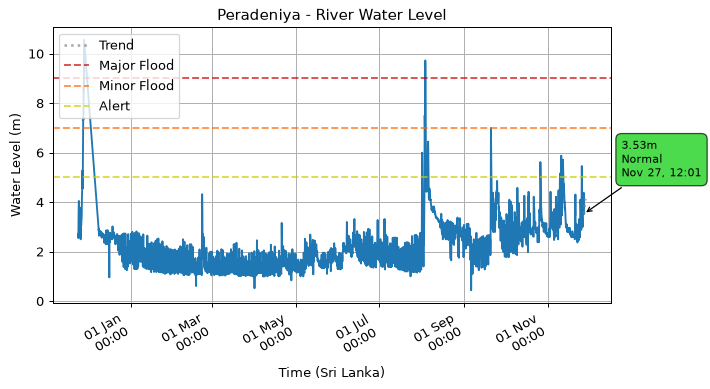 Peradeniya - River Water Level
Trend
Major Flood
Minor Flood
Alert
10
8
6
4
2
0
Water Level (m)
3.53m
Normal
Nov 27, 12:01
01 Jan
00:00
01 Mar
00:00
01 May
00:00
01 Jul
00:00
01 Sep
00:00
01 Nov
00:00
Time (Sri Lanka)